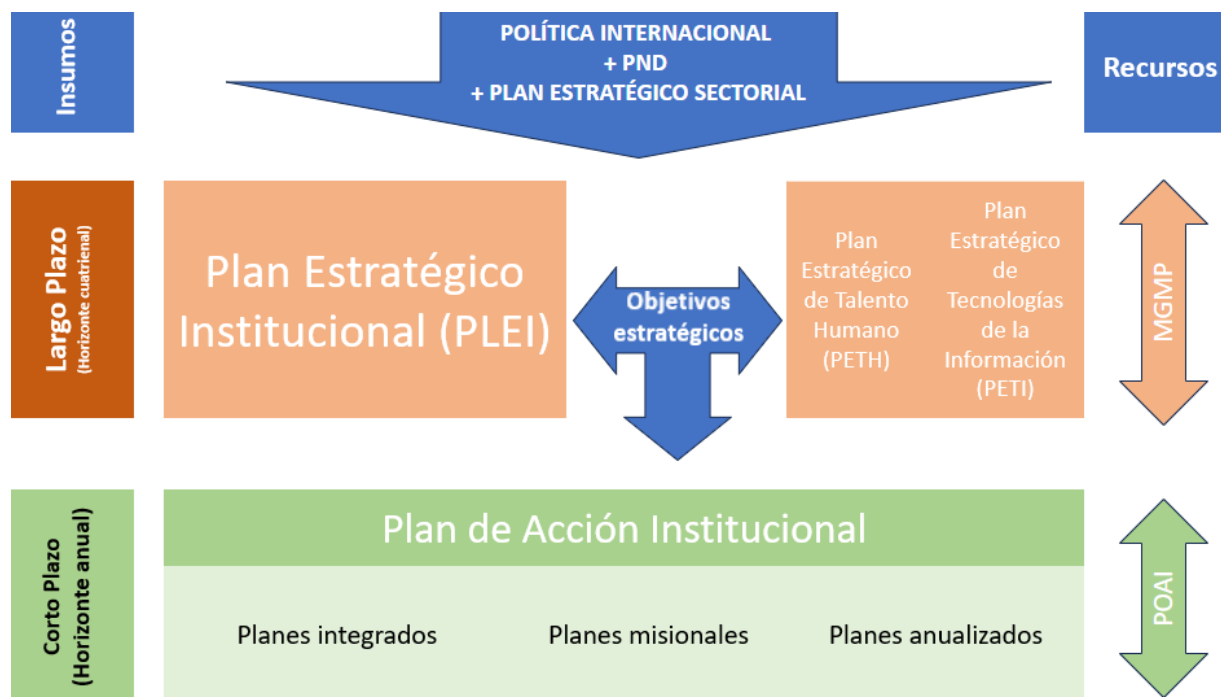 Insumos
POLÍTICA INTERNACIONAL
+ PND
+ PLAN ESTRATÉGICO SECTORIAL
Recursos
Largo Plazo
(Horizonte cuatrienal)
Plan Estratégico
Institucional (PLEI)
Objetivos
estratégicos
Plan
Estratégico
de Talento
Humano
(PETH)
Plan
Estratégico
de
Tecnologías
de la
Información
(PETI)
MGMP
Corto Plazo
(Horizonte anual)
Plan de Acción Institucional
Planes integrados
Planes misionales
Planes anualizados
POAI